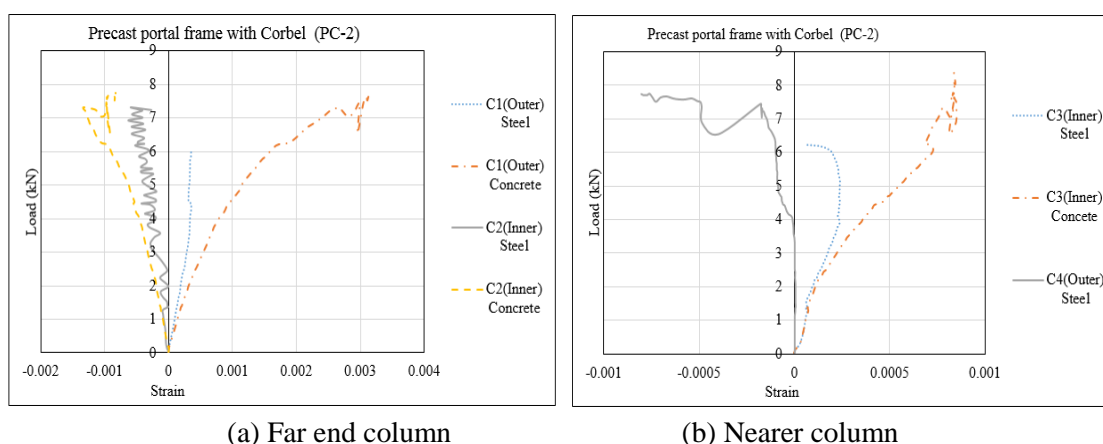 Precast portal frame with Corbel (PC-2)
9
8
7
6
5
4
3
2
1
0
Load (kN)
-0.002 -0.001 0 0.001 0.002 0.003 0.004
Strain
C1(Outer)
Steel
C1(Outer)
Concrete
C2(Inner)
Steel
C2(Inner)
Concrete
(a) Far end column
Precast portal frame with Corbel (PC-2)
9
8
7
6
5
4
3
2
1
0
Load (kN)
-0.001 -0.0005 0 0.0005 0.001
Strain
C3(Inner)
Steel
C3(Inner)
Concete
C4(Outer)
Steel
(b) Nearer column